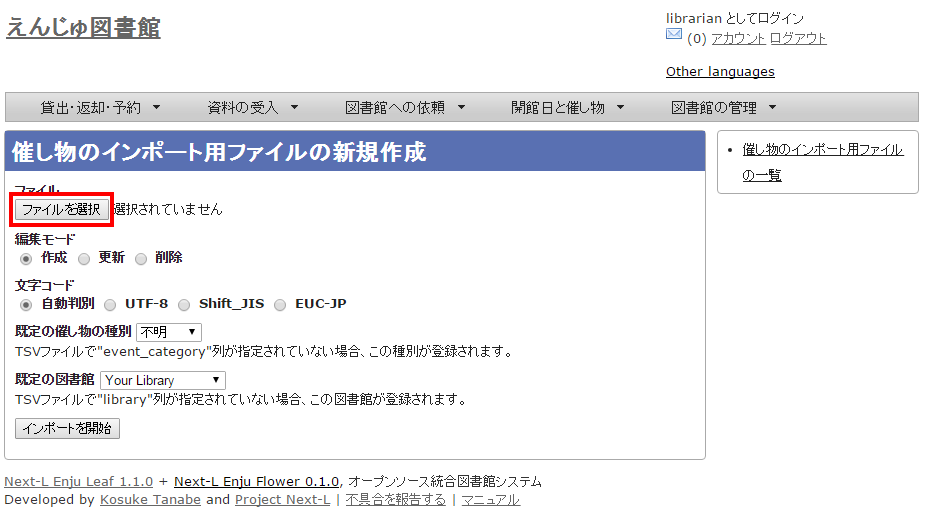 えんじゅ図書館
librarian としてログイン
(0) アカウント ログアウト
Other languages
貸出・返却・予約 ▼ 資料の受入 ▼ 図書館への依頼 ▼ 開館日と催し物 ▼ 図書館の管理 ▼
催し物のインポート用ファイルの新規作成
ファイル
ファイルを選択 選択されていません
編集モード
作成 更新 削除
文字コード
自動判別 UTF-8 Shift_JIS EUC-JP
既定の催し物の種別 不明 ▼
TSVファイルで"event_category"列が指定されていない場合、この種別が登録されます。
既定の図書館 Your Library ▼
TSVファイルで"library"列が指定されていない場合、この図書館が登録されます。
インポートを開始
• 催し物のインポート用ファイル
の一覧
Next-L Enju Leaf 1.1.0 + Next-L Enju Flower 0.1.0, オープンソース統合図書館システム
Developed by Kosuke Tanabe and Project Next-L | 不具合を報告する | マニュアル